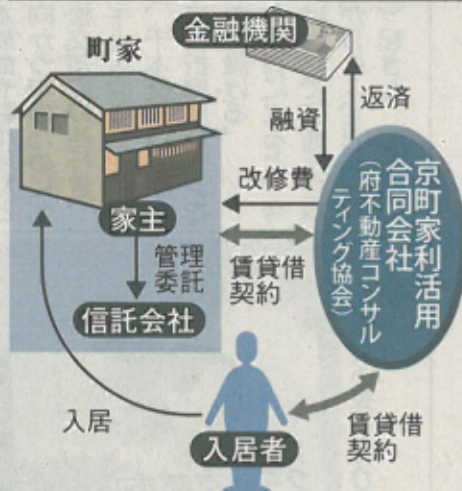 金融機関
町家
返済
融資
改修費
京町家利活用
合同会社
(府不動産コンサル
ティング協会)
家主
管理
委託
賃貸借
契約
信託会社
入居
入居者
賃貸借
契約